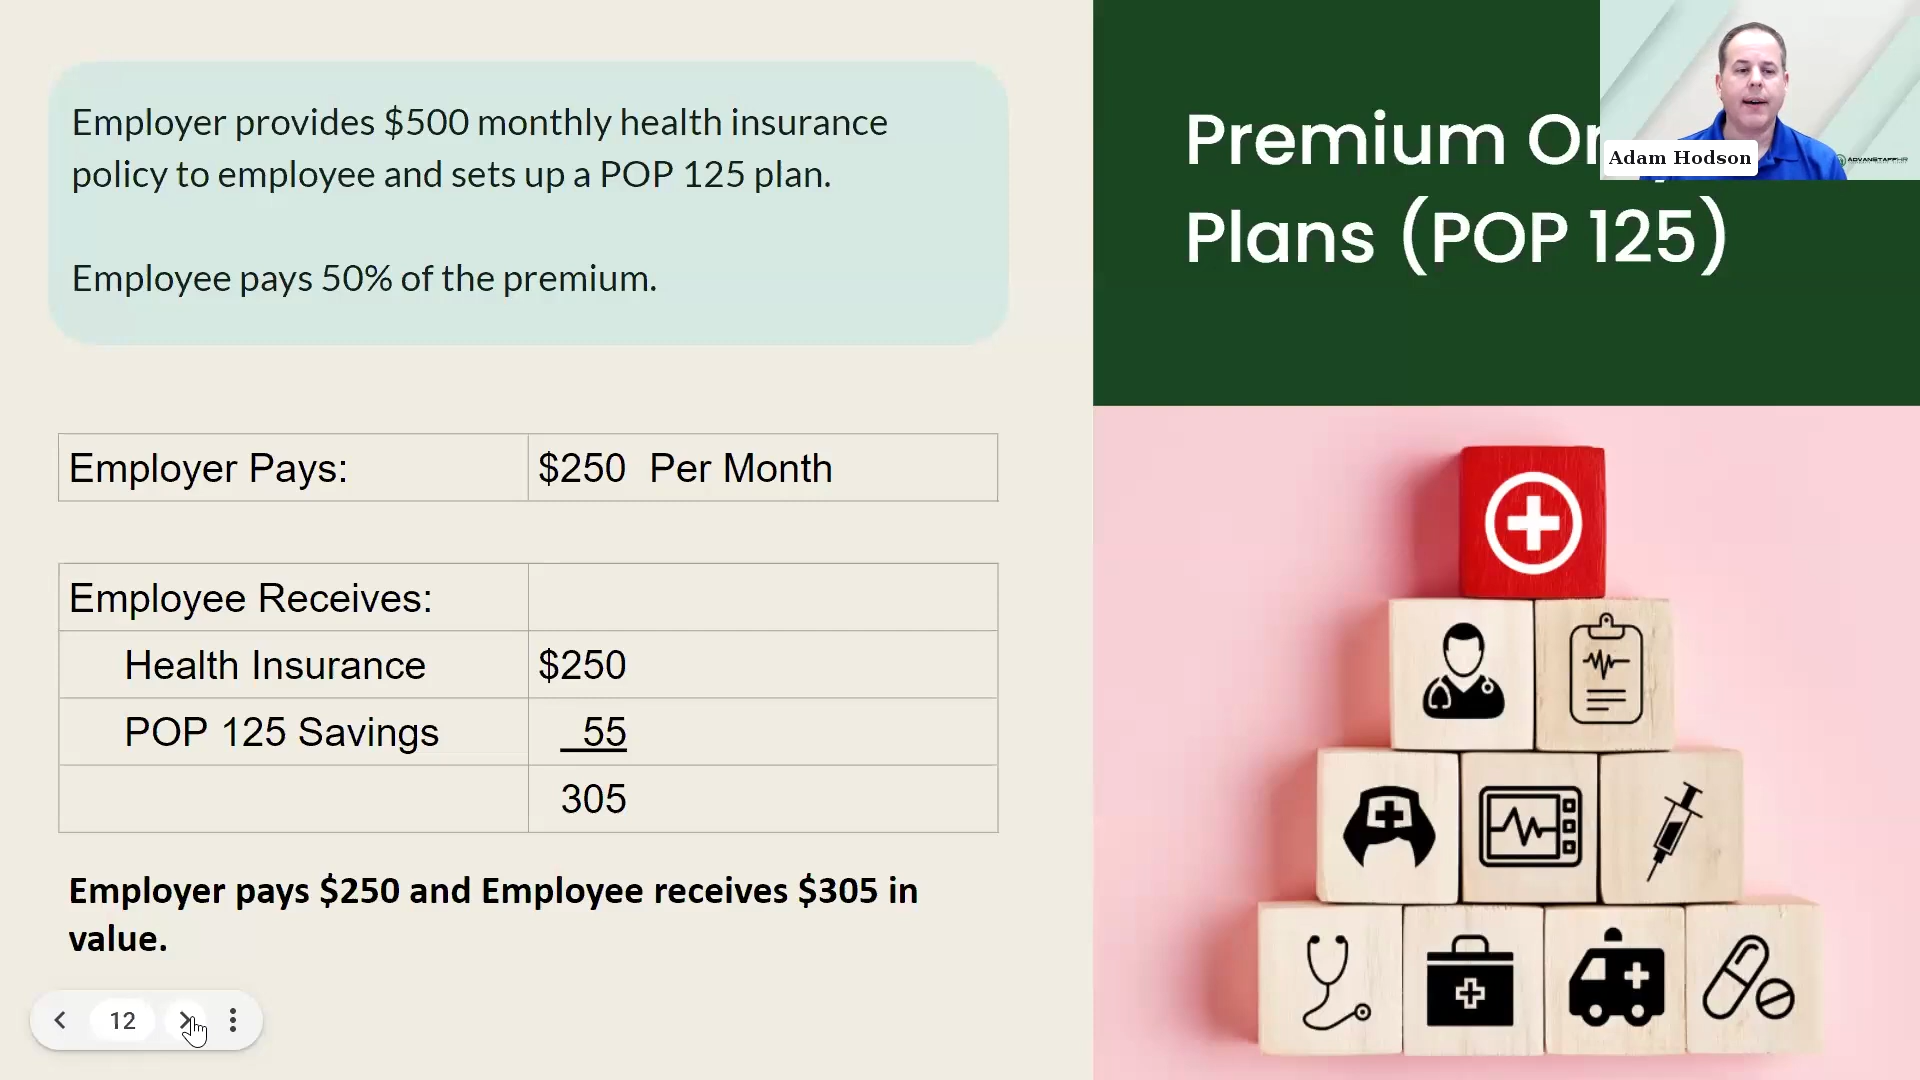 Employer provides $500 monthly health insurance
policy to employee and sets up a POP 125 plan.
Employee pays 50% of the premium.
Employer Pays: $250 Per Month
Employee Receives:
Health Insurance $250
POP 125 Savings 55
305
Employer pays $250 and Employee receives $305 in
value.
12
Premium
Plans (POP 125)
Adam Hodson
ADVANSTAFFHR